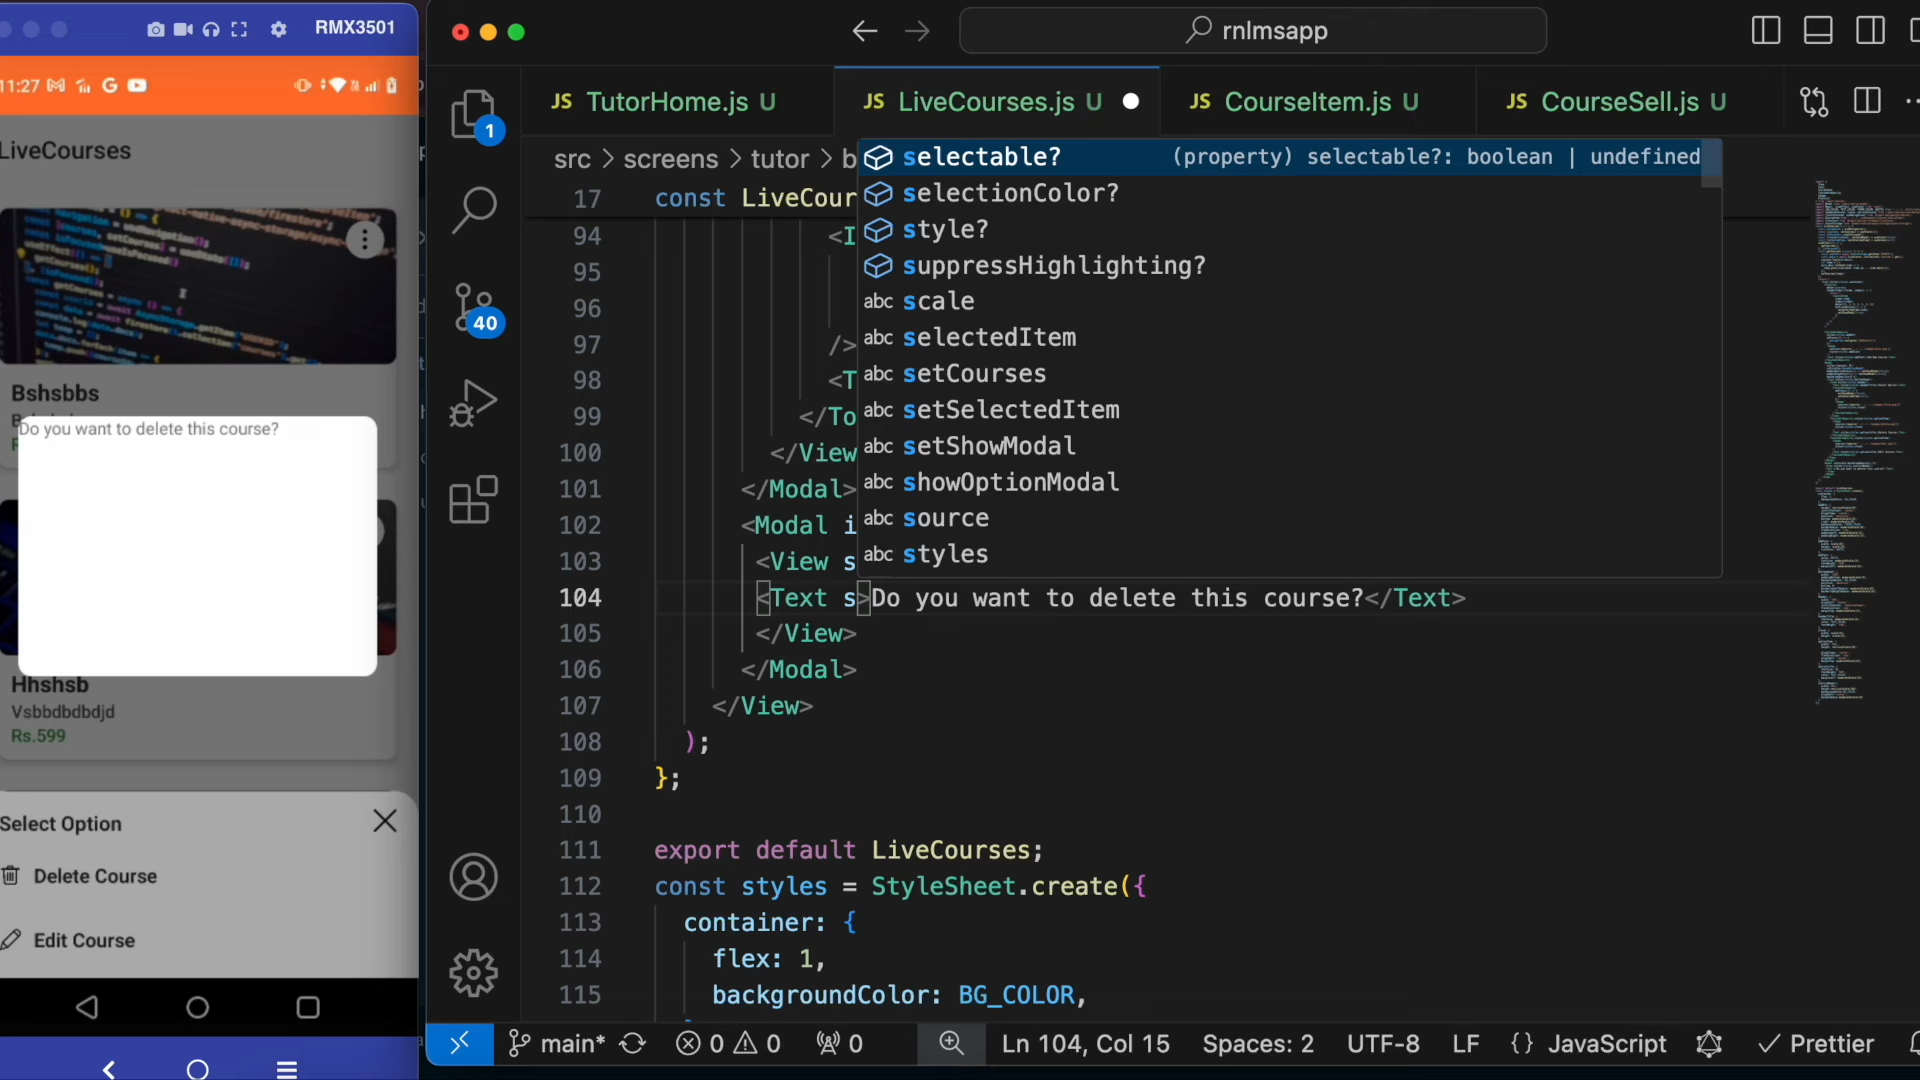 RMX3501
11:27
LiveCourses
Bshsbbs
Do you want to delete this course?
Hhshsb
Vsbbdbdbdjd
Rs.599
Select Option
Delete Course
Edit Course
rnlmsapp
1
40
JS TutorHome.js U
JS LiveCourses.js U
JS CourseItem.js U
JS CourseSell.js U
src > screens > tutor > b
selectable? (property) selectable?: boolean | undefined
selectionColor?
style?
suppressHighlighting?
abc scale
abc selectedItem
abc setCourses
abc setSelectedItem
abc setShowModal
abc showOptionModal
abc source
abc styles
17 const LiveCour
94 <I
95
96
97 />
98 <T
99 </To
100 </View
101 </Modal>
102 <Modal i
103 <View s
104 <Text s>Do you want to delete this course?</Text>
105 </View>
106 </Modal>
107 </View>
108 );
109 };
110
111 export default LiveCourses;
112 const styles = StyleSheet.create({
113 container: {
114 flex: 1,
115 backgroundColor: BG_COLOR,
main* 0 0 0 Ln 104, Col 15 Spaces: 2 UTF-8 LF {} JavaScript Prettier